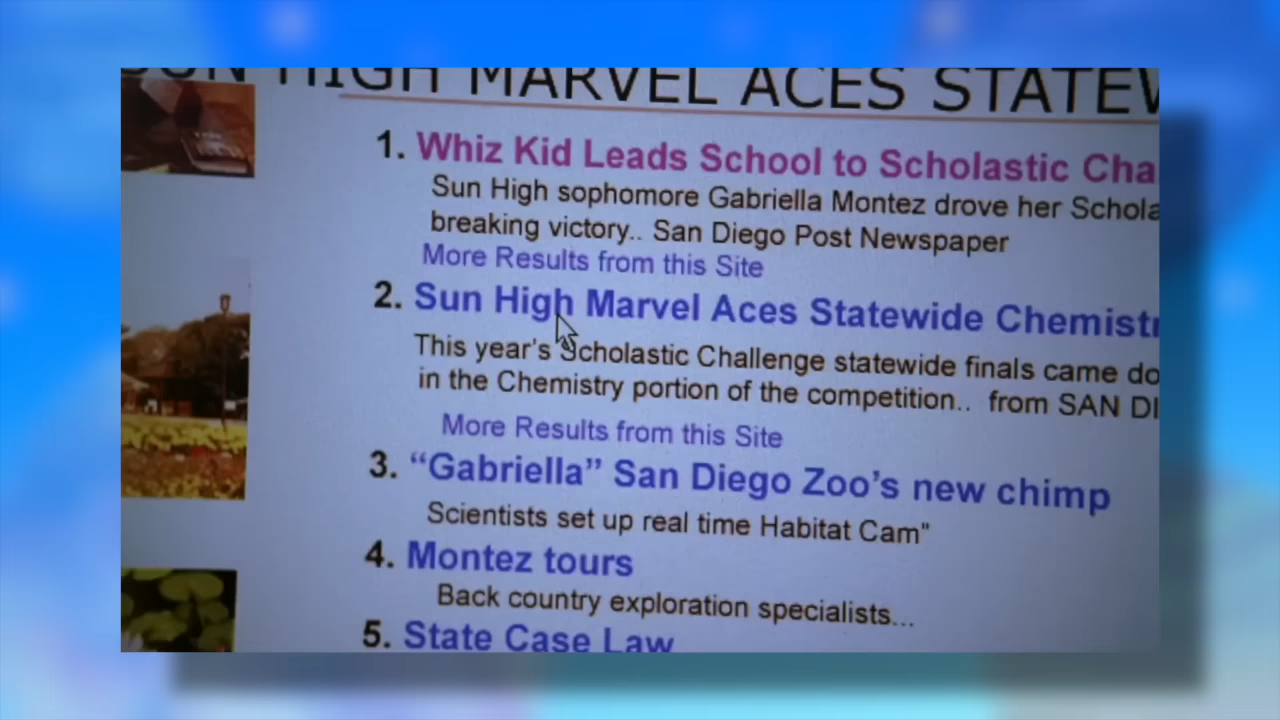 SUN HIGH MARVEL ACES STATEW
1. Whiz Kid Leads School to Scholastic Cha
Sun High sophomore Gabriella Montez drove her Schola
breaking victory.. San Diego Post Newspaper
More Results from this Site
2. Sun High Marvel Aces Statewide Chemistr
This year's Scholastic Challenge statewide finals came do
in the Chemistry portion of the competition.. from SAN DI
More Results from this Site
3. “Gabriella” San Diego Zoo’s new chimp
Scientists set up real time Habitat Cam"
4. Montez tours
Back country exploration specialists...
5. State Case Law